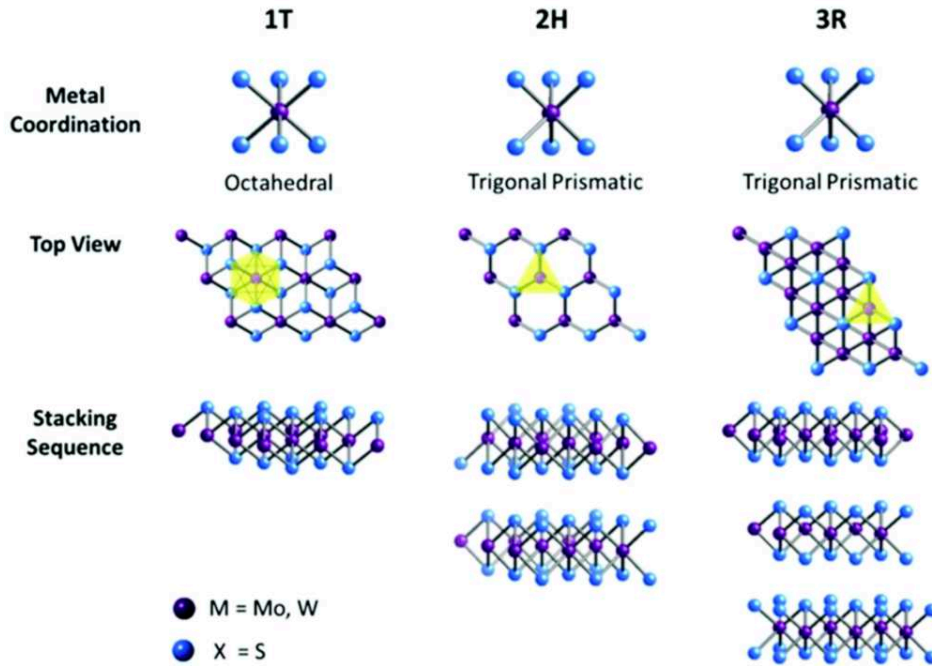 1T 2H 3R
Metal
Coordination
Octahedral Trigonal Prismatic Trigonal Prismatic
Top View
Stacking
Sequence
M = Mo, W
X = S